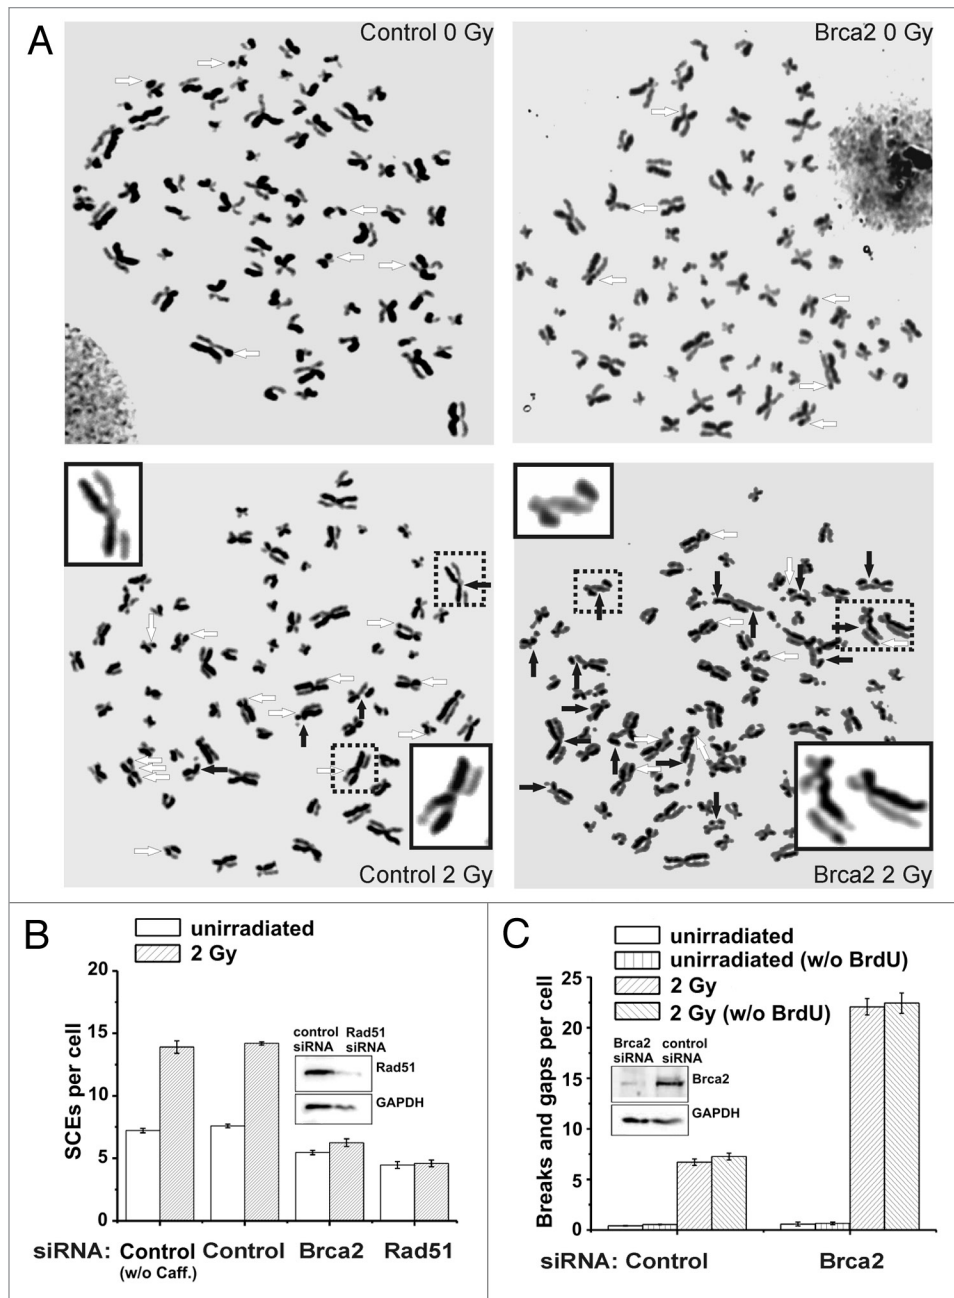 A
Control 0 Gy
Brca2 0 Gy
Control 2 Gy
Brca2 2 Gy
B
unirradiated
2 Gy
20
15
10
5
0
SCEs per cell
control siRNA
Rad51 siRNA
Rad51
GAPDH
siRNA: Control (w/o Caff.) Control Brca2 Rad51
C
unirradiated
unirradiated (w/o BrdU)
2 Gy
2 Gy (w/o BrdU)
25
20
15
10
5
0
Breaks and gaps per cell
Brca2 siRNA
control siRNA
Brca2
GAPDH
siRNA: Control Brca2